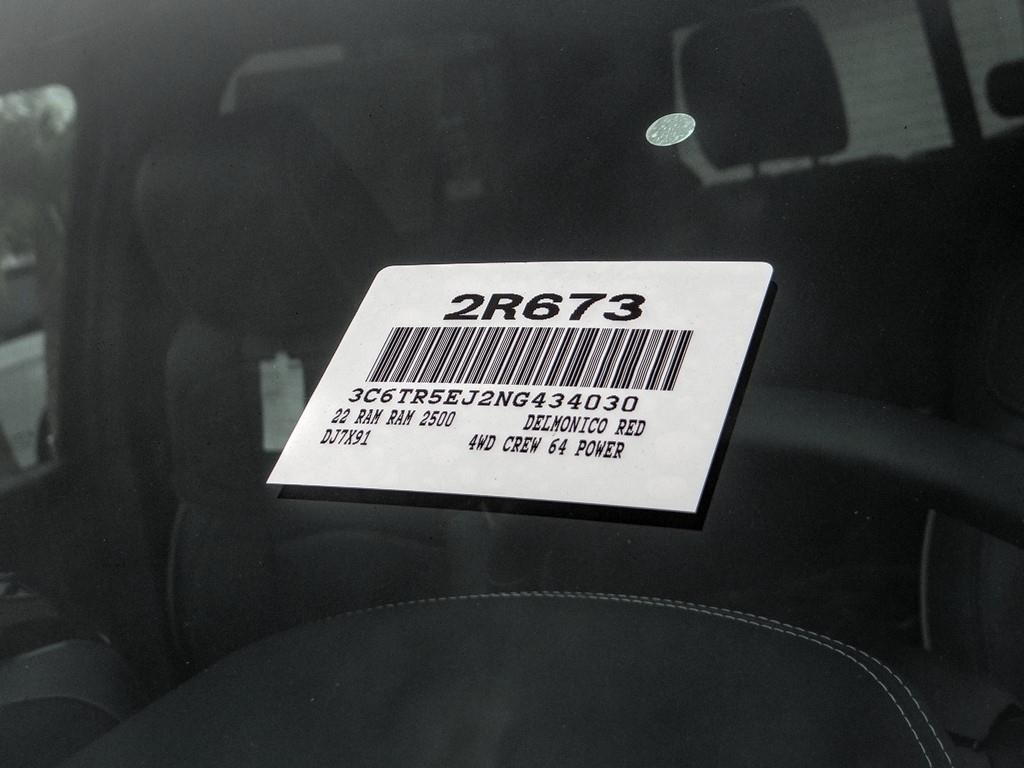 2R673
3C6TR5EJ2NG434030
22 RAM RAM 2500 DELMONICO RED
DJ7X91 4WD CREW 64 POWER